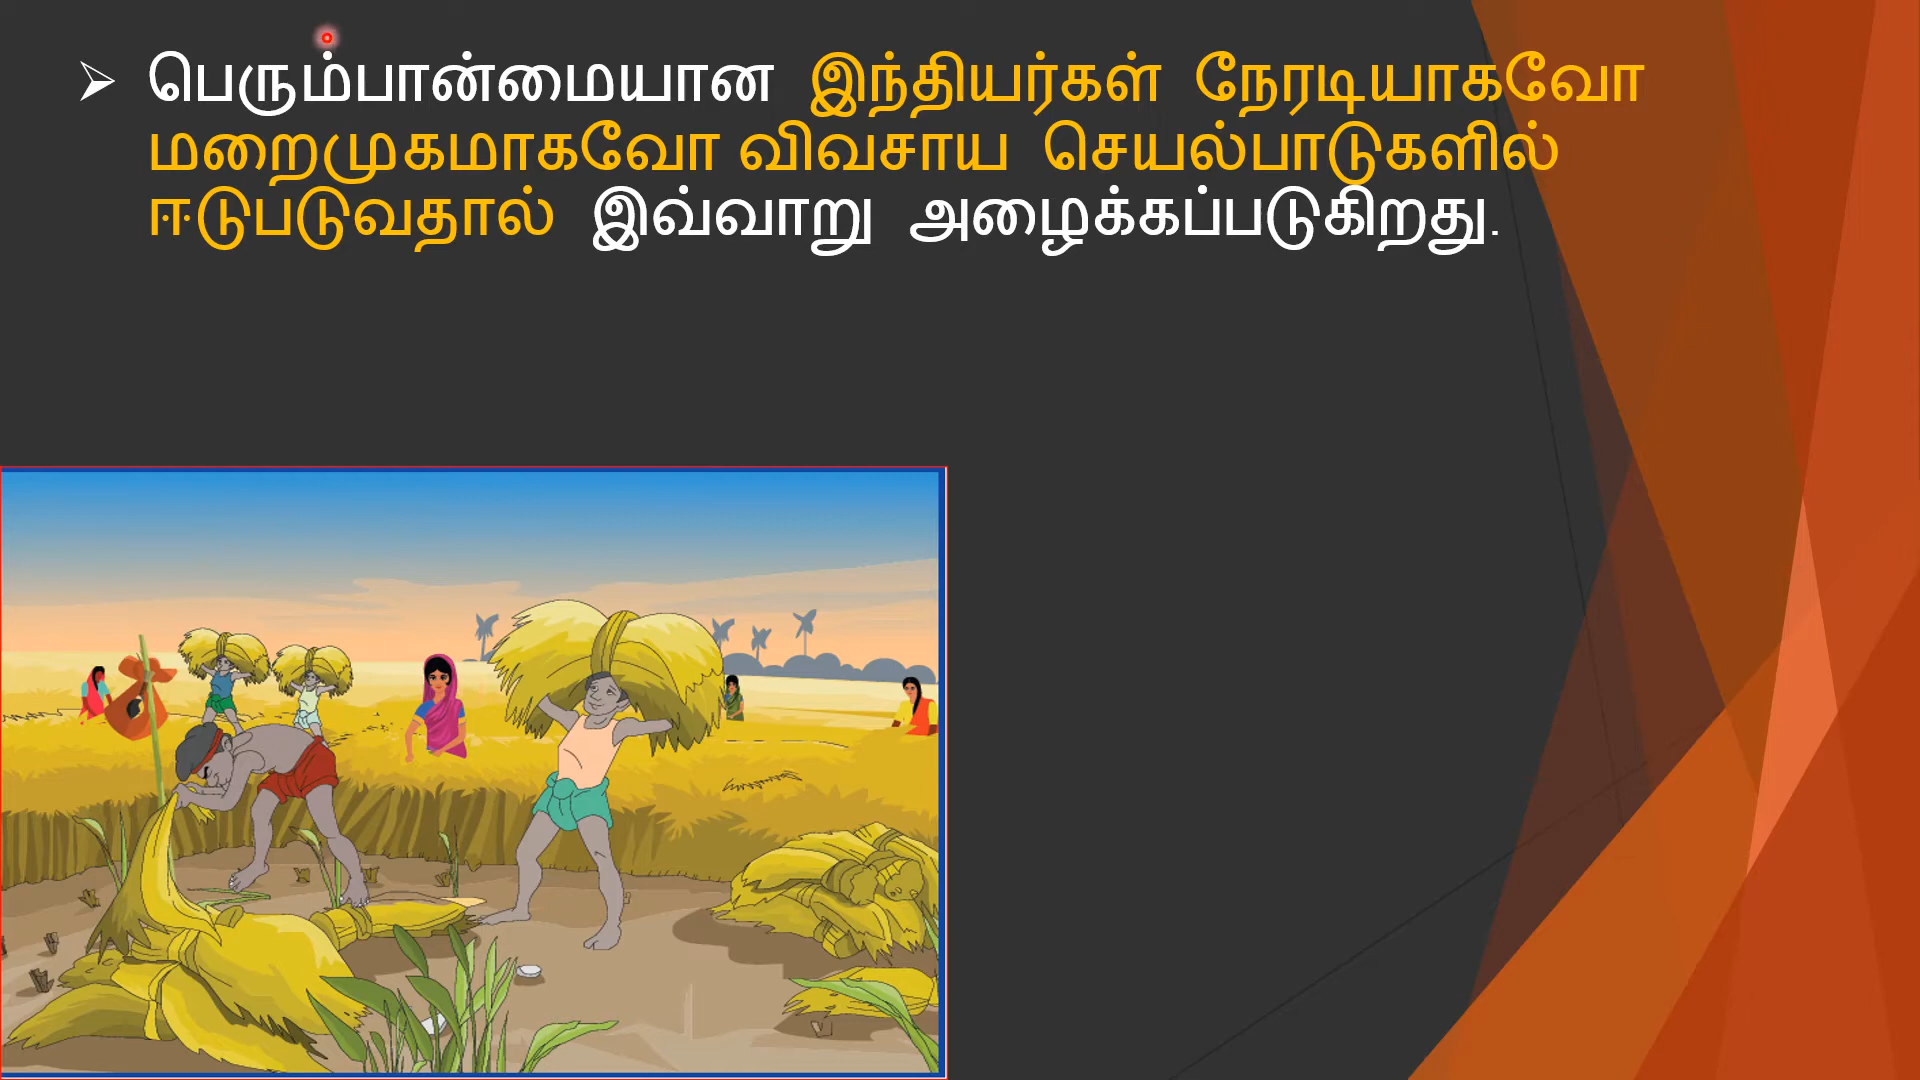 பெரும்பான்மையான இந்தியர்கள் நேரடியாகவோ
மறைமுகமாகவோ விவசாய செயல்பாடுகளில்
ஈடுபடுவதால் இவ்வாறு அழைக்கப்படுகிறது.